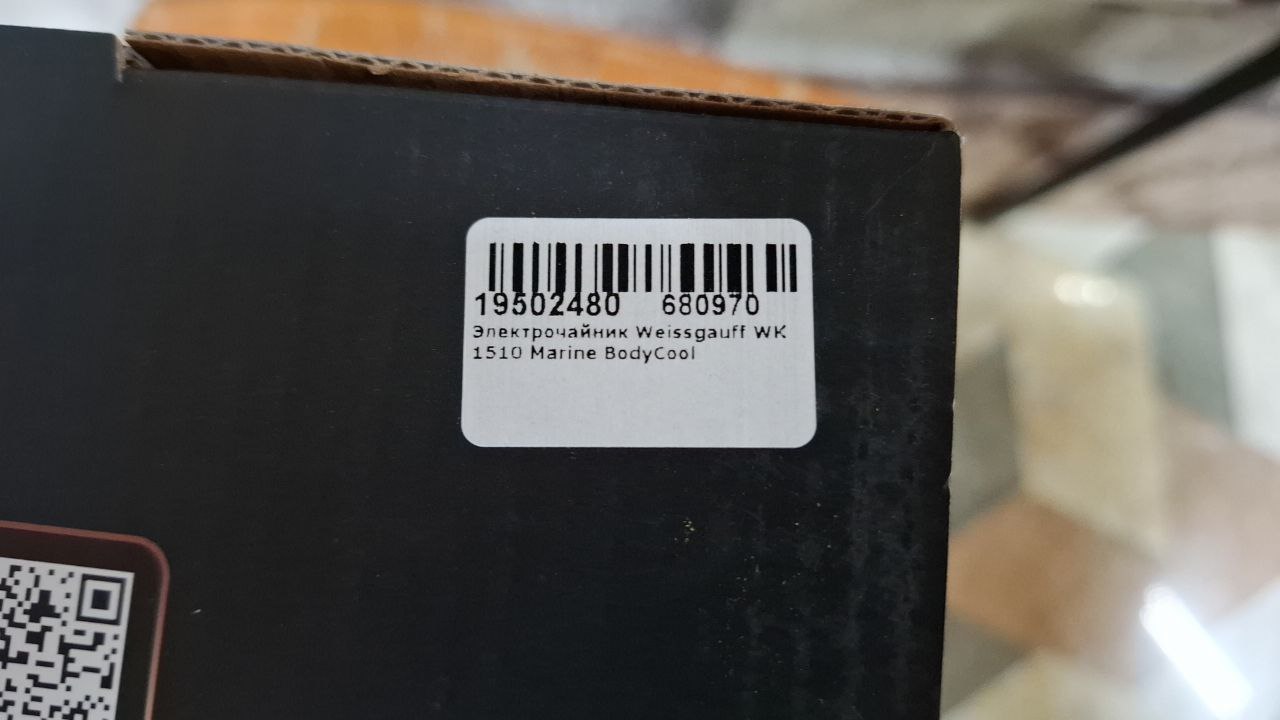 19502480 680970
Электрочайник Weissgauff WK
1510 Marine BodyCool